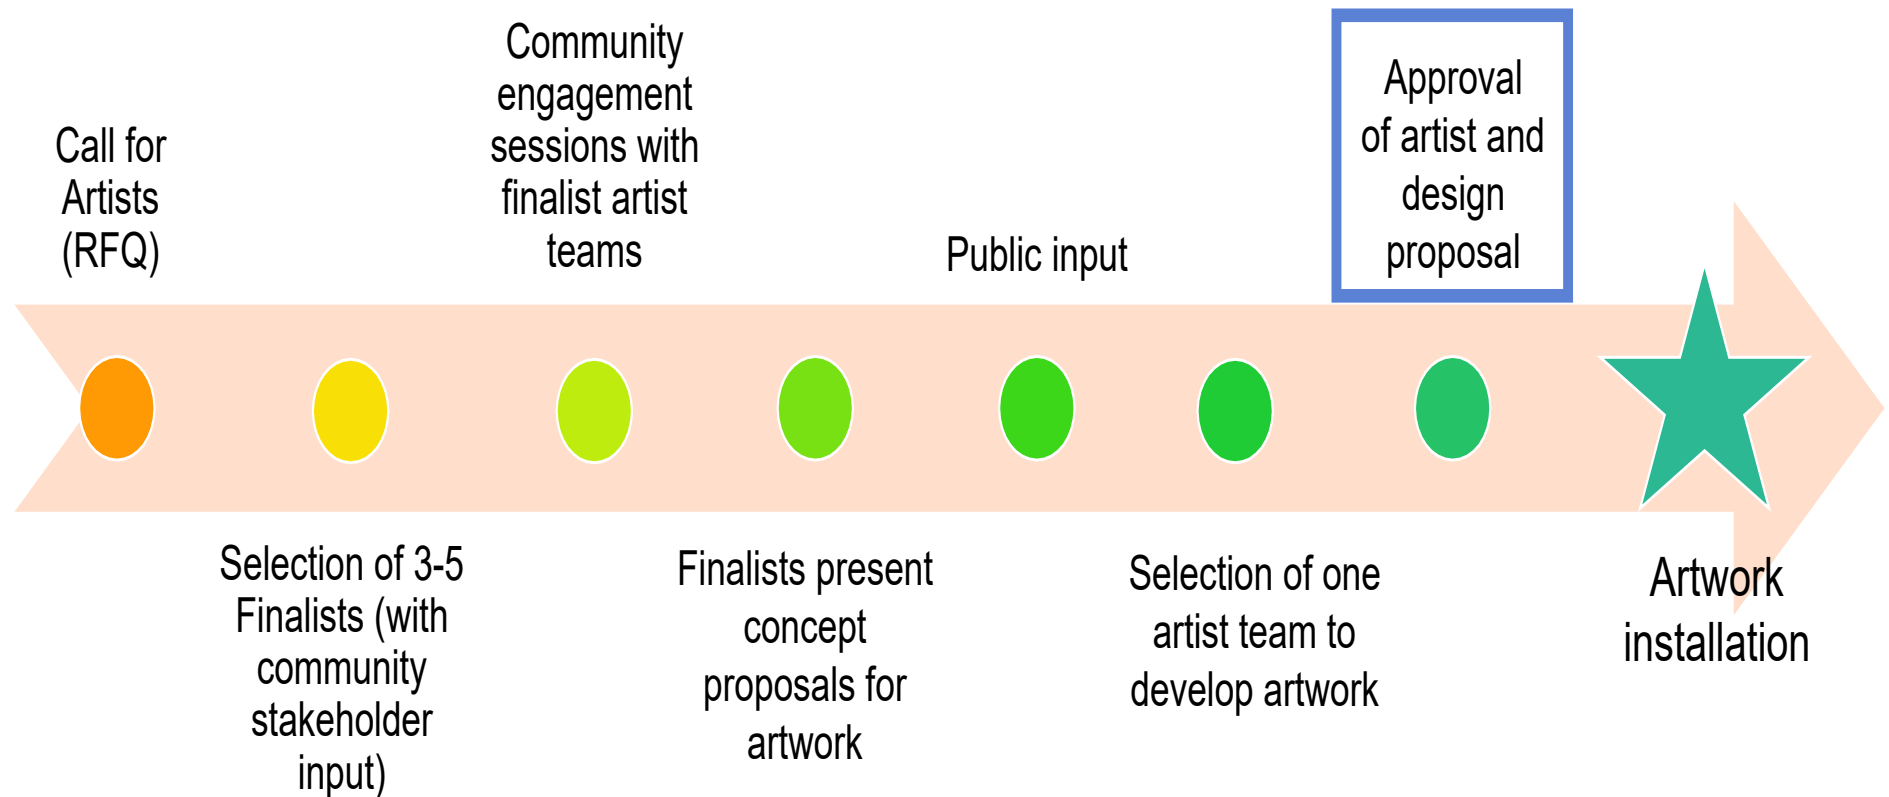 Call for
Artists
(RFQ)
Selection of 3-5
Finalists (with
community
stakeholder
input)
Community
engagement
sessions with
finalist artist
teams
Finalists present
concept
proposals for
artwork
Public input
Selection of one
artist team to
develop artwork
Approval
of artist and
design
proposal
Artwork
installation